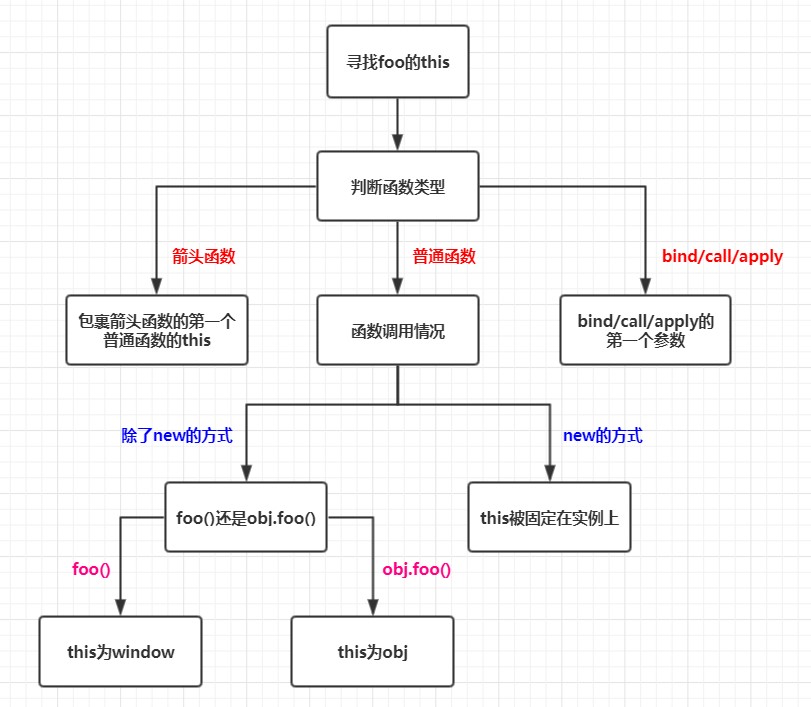 寻找foo的this
判断函数类型
箭头函数
普通函数
bind/call/apply
包裹箭头函数的第一个
普通函数的this
函数调用情况
bind/call/apply的
第一个参数
除了new的方式
new的方式
foo()还是obj.foo()
this被固定在实例上
foo()
obj.foo()
this为window
this为obj